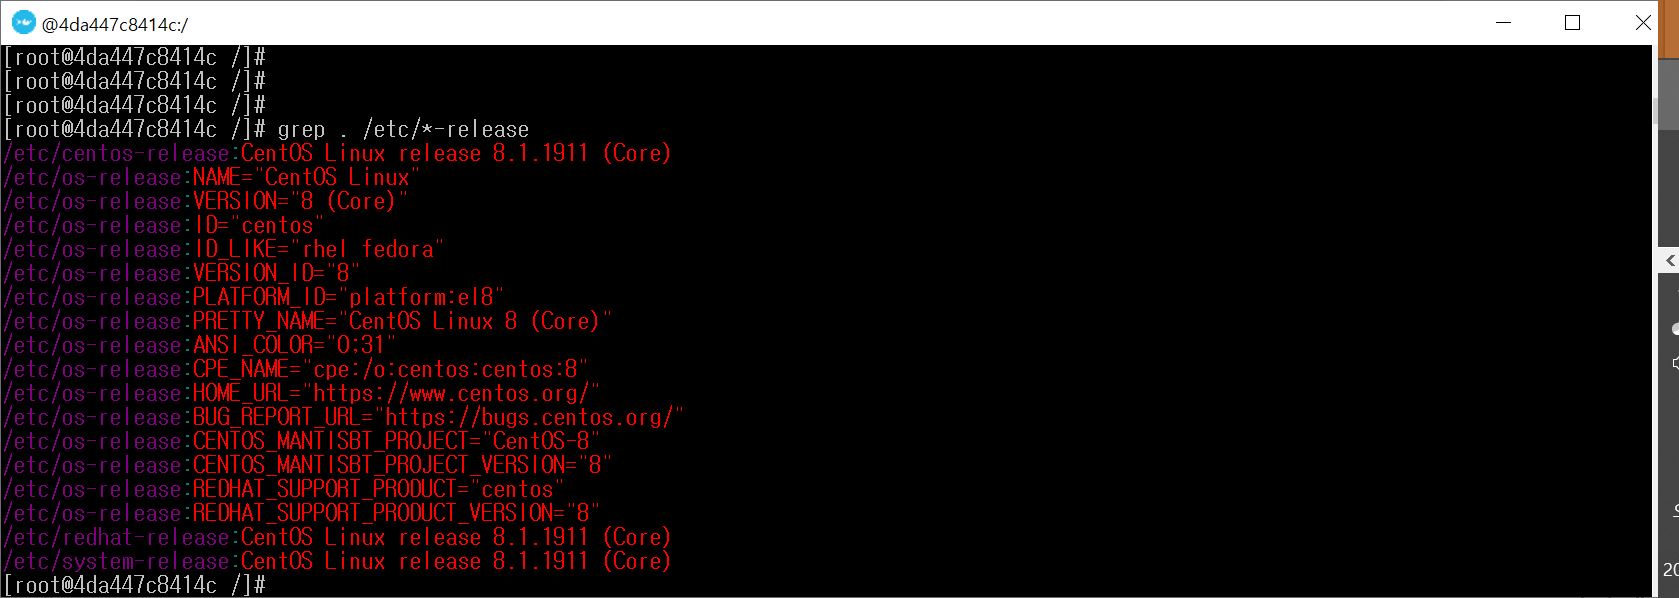 @4da447c8414c:/
[root@4da447c8414c /]#
[root@4da447c8414c /]#
[root@4da447c8414c /]#
[root@4da447c8414c /]# grep . /etc/*-release
/etc/centos-release:CentOS Linux release 8.1.1911 (Core)
/etc/os-release:NAME="CentOS Linux"
/etc/os-release:VERSION="8 (Core)"
/etc/os-release:ID="centos"
/etc/os-release:ID_LIKE="rhel fedora"
/etc/os-release:VERSION_ID="8"
/etc/os-release:PLATFORM_ID="platform:el8"
/etc/os-release:PRETTY_NAME="CentOS Linux 8 (Core)"
/etc/os-release:ANSI_COLOR="0;31"
/etc/os-release:CPE_NAME="cpe:/o:centos:centos:8"
/etc/os-release:HOME_URL="https://www.centos.org/"
/etc/os-release:BUG_REPORT_URL="https://bugs.centos.org/"
/etc/os-release:CENTOS_MANTISBT_PROJECT="CentOS-8"
/etc/os-release:CENTOS_MANTISBT_PROJECT_VERSION="8"
/etc/os-release:REDHAT_SUPPORT_PRODUCT="centos"
/etc/os-release:REDHAT_SUPPORT_PRODUCT_VERSION="8"
/etc/redhat-release:CentOS Linux release 8.1.1911 (Core)
/etc/system-release:CentOS Linux release 8.1.1911 (Core)
[root@4da447c8414c /]#